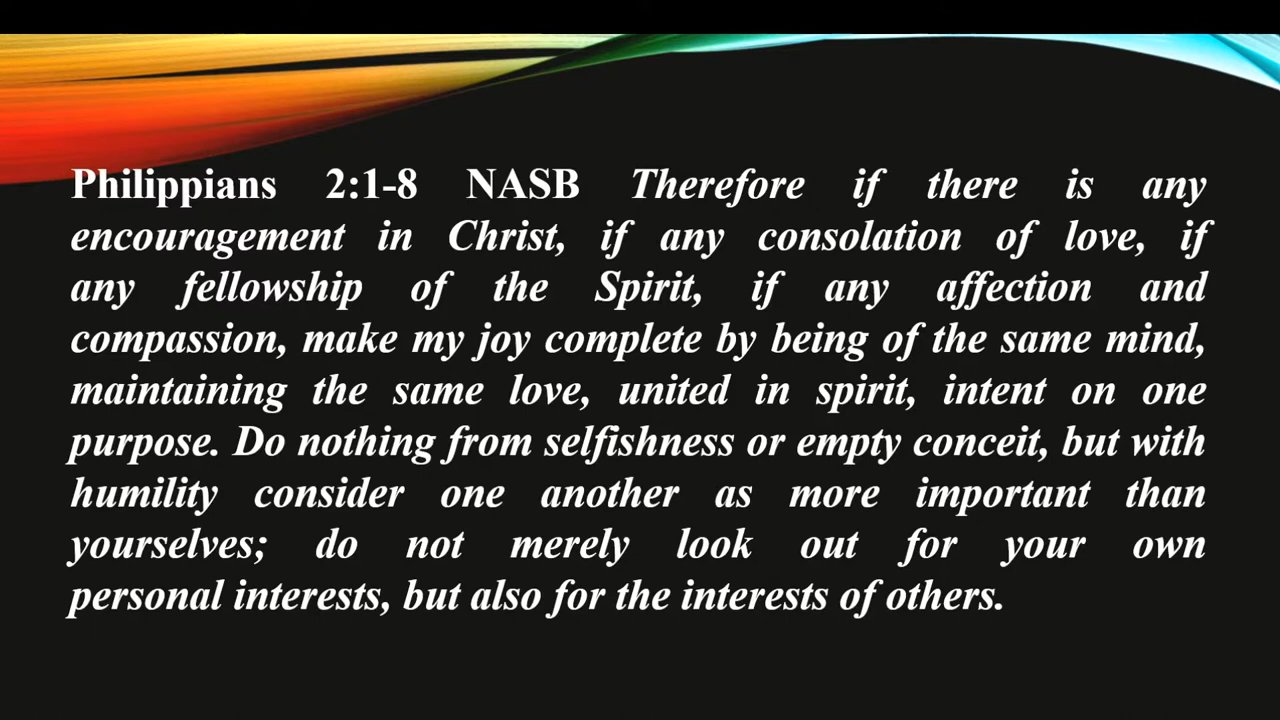 Philippians 2:1-8 NASB Therefore if there is any
encouragement in Christ, if any consolation of love, if
any fellowship of the Spirit, if any affection and
compassion, make my joy complete by being of the same mind,
maintaining the same love, united in spirit, intent on one
purpose. Do nothing from selfishness or empty conceit, but with
humility consider one another as more important than
yourselves; do not merely look out for your own
personal interests, but also for the interests of others.